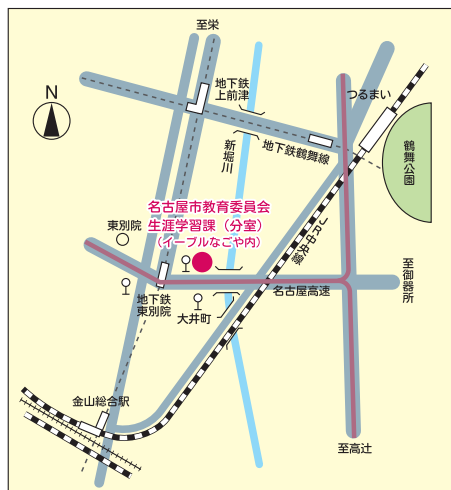 至栄
N
地下鉄
上前津
つるまい
鶴舞公園
新堀川
地下鉄鶴舞線
名古屋市教育委員会
生涯学習課（分室）
（イーブルなごや内）
東別院
JR中央線
至御器所
地下鉄
東別院
大井町
名古屋高速
金山総合駅
至高辻